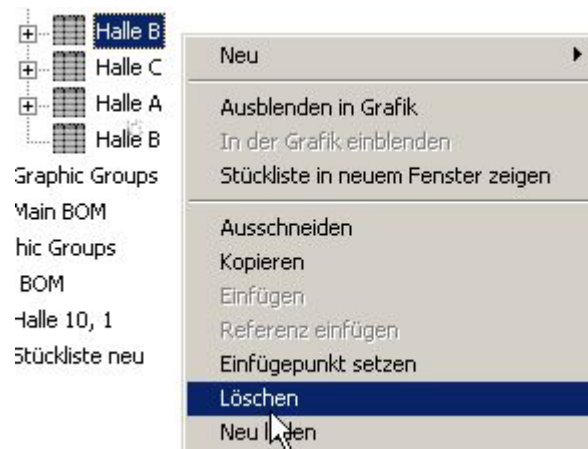 Halle B
Halle C
Halle A
Halle B
Graphic Groups
Main BOM
hic Groups
BOM
Halle 10, 1
Stückliste neu
Neu
Ausblenden in Grafik
In der Grafik einblenden
Stückliste in neuem Fenster zeigen
Ausschneiden
Kopieren
Einfügen
Referenz einfügen
Einfügepunkt setzen
Löschen
Neu laden